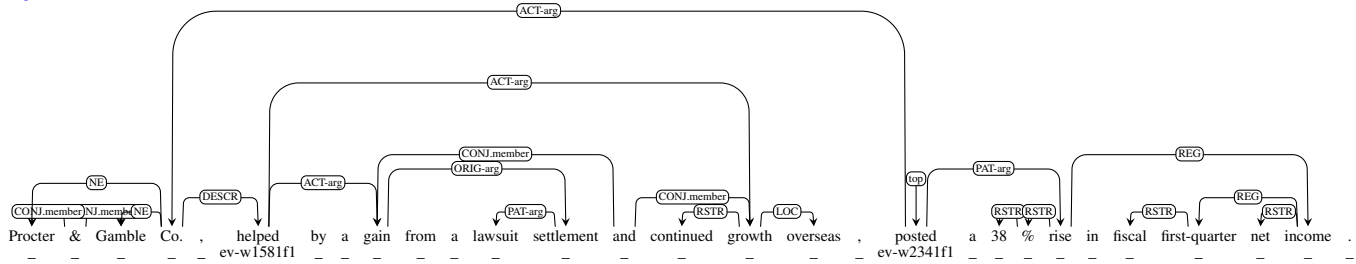 ACT-arg
ACT-arg
CONJ.member REG
ORIG-arg PAT-arg
NE ACT-arg top
DESCR CONJ.member REG
CONJ.member NE PAT-arg RSTR LOC RSTR RSTR RSTR RSTR
Procter & Gamble Co. , helped by a gain from a lawsuit settlement and continued growth overseas , posted a 38 % rise in fiscal first-quarter net income .
_ _ _ _ _ ev-w1581f1 _ _ _ _ _ _ _ _ _ _ _ _ ev-w2341f1 _ _ _ _ _ _ _ _ _ _